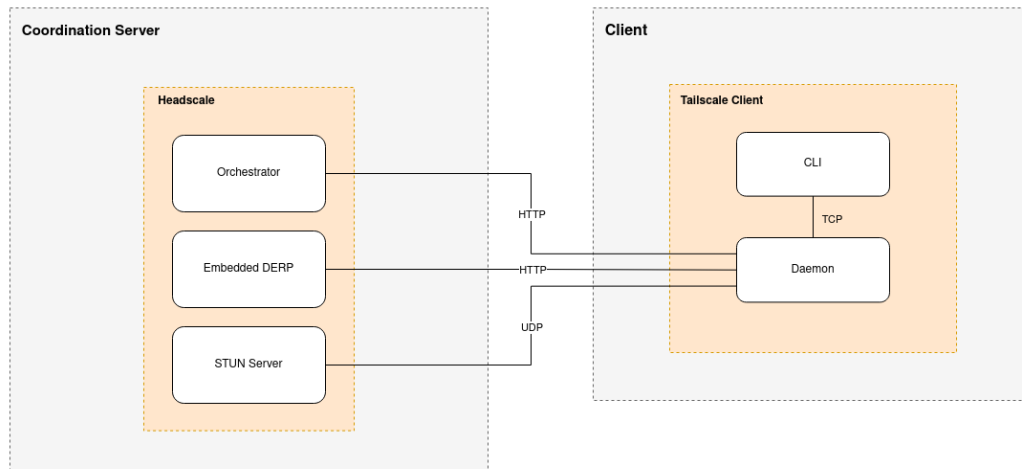 Coordination Server
Headscale
Orchestrator
Embedded DERP
STUN Server
HTTP
HTTP
UDP
Client
Tailscale Client
CLI
TCP
Daemon